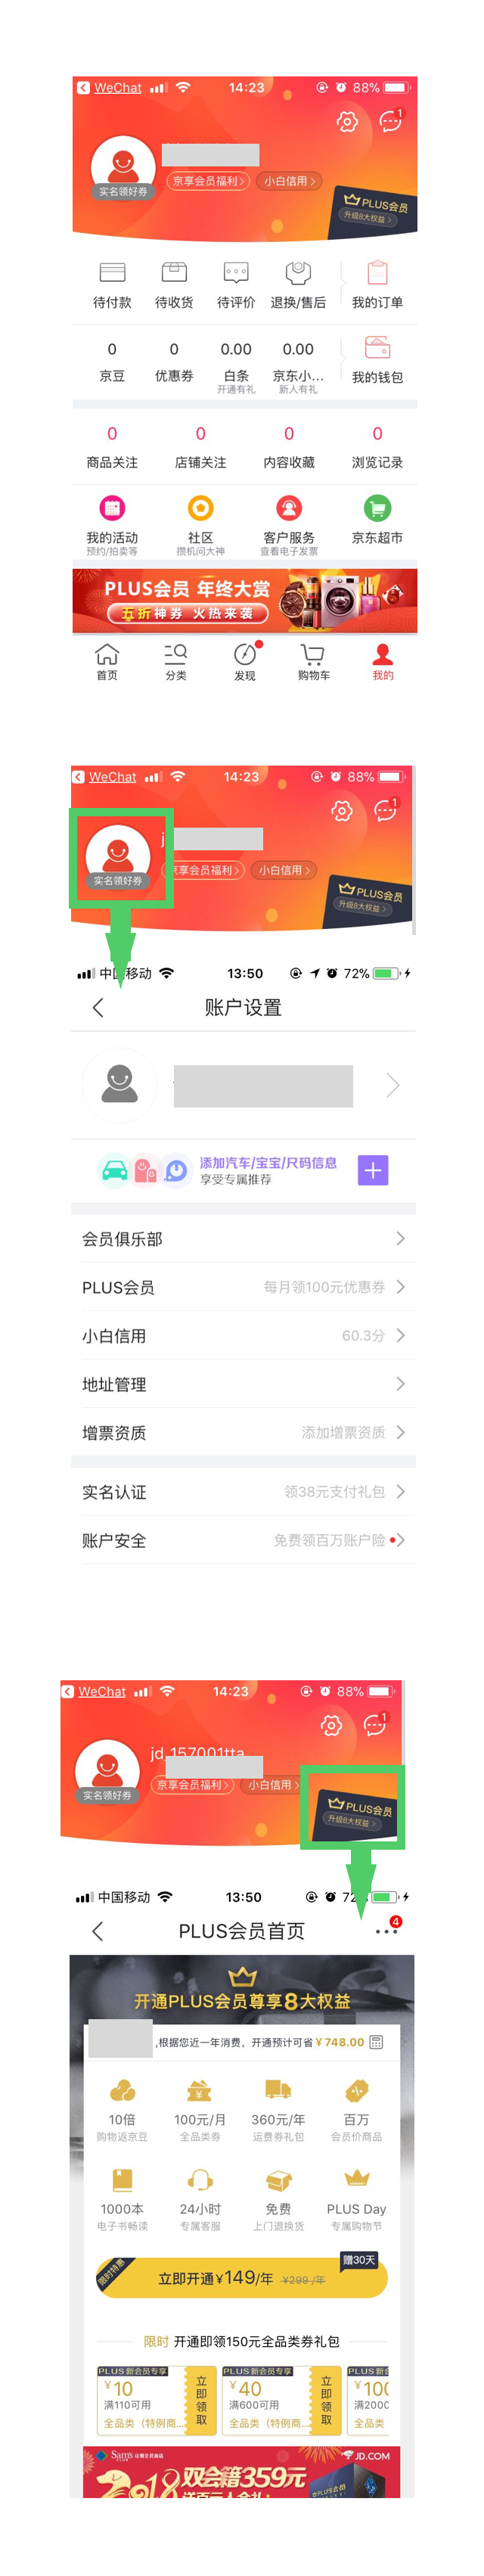 WeChat 14:23 88%
1
实名领好券 京享会员福利 小白信用
PLUS会员
升级8大权益
待付款 待收货 待评价 退换/售后 我的订单
0 0 0.00 0.00
京豆 优惠券 白条 京东小... 我的钱包
开通有礼 新人有礼
0 0 0 0
商品关注 店铺关注 内容收藏 浏览记录
我的活动 社区 客户服务 京东超市
预约/拍卖等 攒机问大神 查看电子发票
PLUS会员 年终大赏
五折神券 火热来袭
首页 分类 发现 购物车 我的
WeChat 14:23 88%
1
j
实名领好券 京享会员福利 小白信用
PLUS会员
升级8大权益
中国移动 13:50 72%
账户设置
添加汽车/宝宝/尺码信息
享受专属推荐
会员俱乐部
PLUS会员 每月领100元优惠券
小白信用 60.3分
地址管理
增票资质 添加增票资质
实名认证 领38元支付礼包
账户安全 免费领百万账户险
WeChat 14:23 88%
1
jd_157001tta
实名领好券 京享会员福利 小白信用
PLUS会员
升级8大权益
中国移动 13:50 72%
PLUS会员首页 4
开通PLUS会员尊享8大权益
,根据您近一年消费，开通预计可省¥748.00
10倍 100元/月 360元/年 百万
购物返京豆 全品类券 运费券礼包 会员价商品
1000本 24小时 免费 PLUS Day
电子书畅读 专属客服 上门退换货 专属购物节
限时特惠 立即开通¥149/年 ¥299/年 赠30天
限时 开通即领150元全品类券礼包
PLUS新会员专享 PLUS新会员专享 PLUS新会
¥10 立即领取 ¥40 立即领取 ¥100
满110可用 满600可用 满2000
全品类（特例商... 全品类（特例商... 全品类
Sam's JD.COM
2018双会籍359元